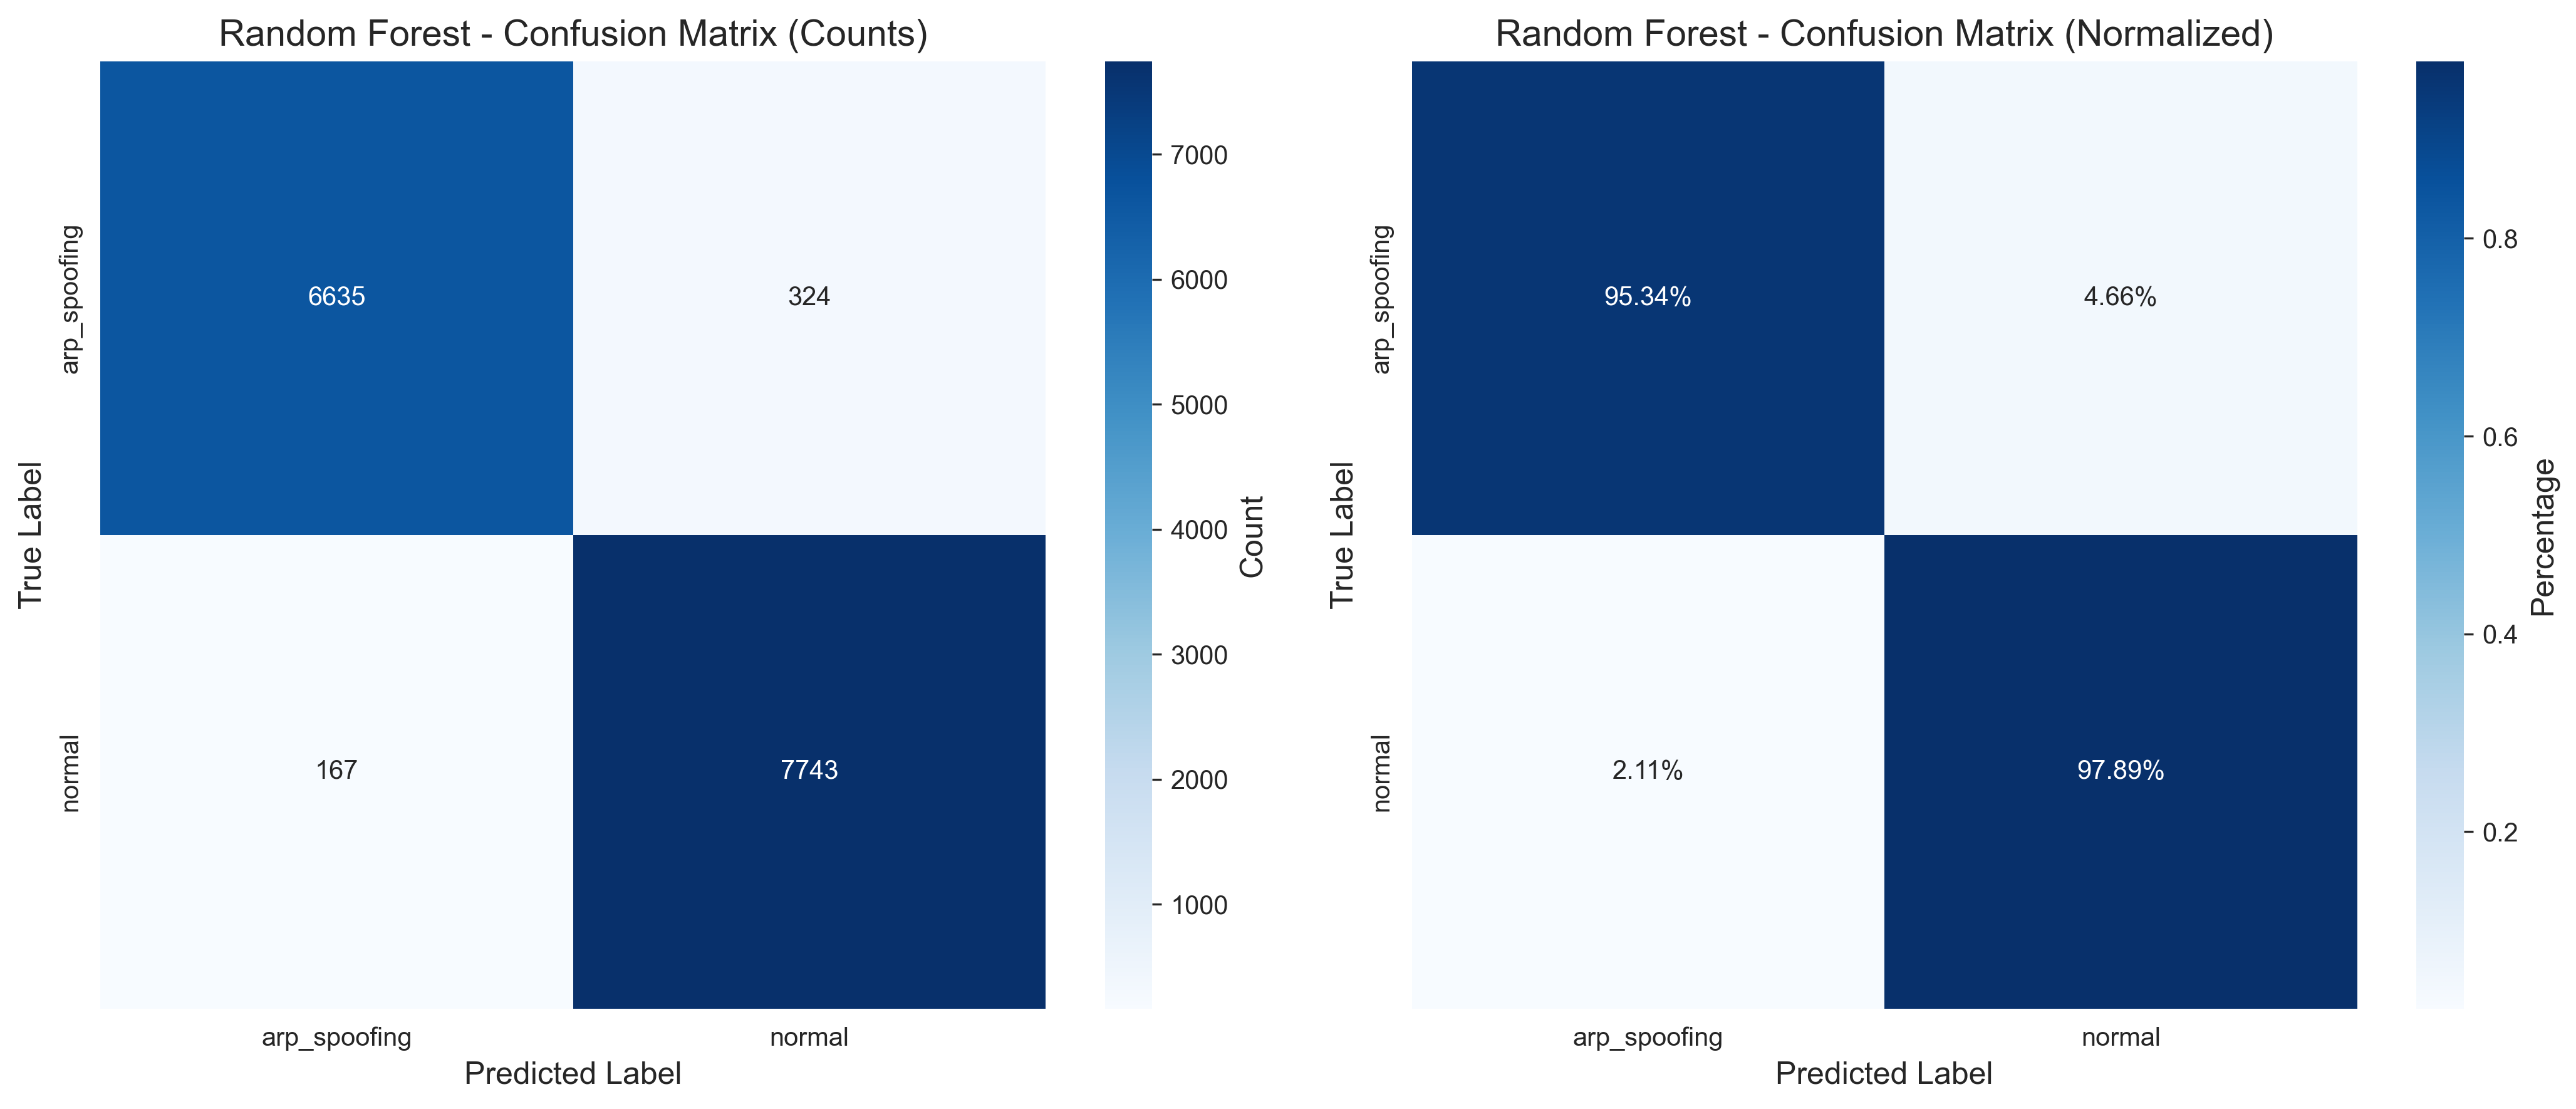 Random Forest - Confusion Matrix (Counts)
True Label
arp_spoofing
normal
6635
324
167
7743
arp_spoofing
normal
Predicted Label
7000
6000
5000
4000
3000
2000
1000
Count
Random Forest - Confusion Matrix (Normalized)
True Label
arp_spoofing
normal
95.34%
4.66%
2.11%
97.89%
arp_spoofing
normal
Predicted Label
0.8
0.6
0.4
0.2
Percentage